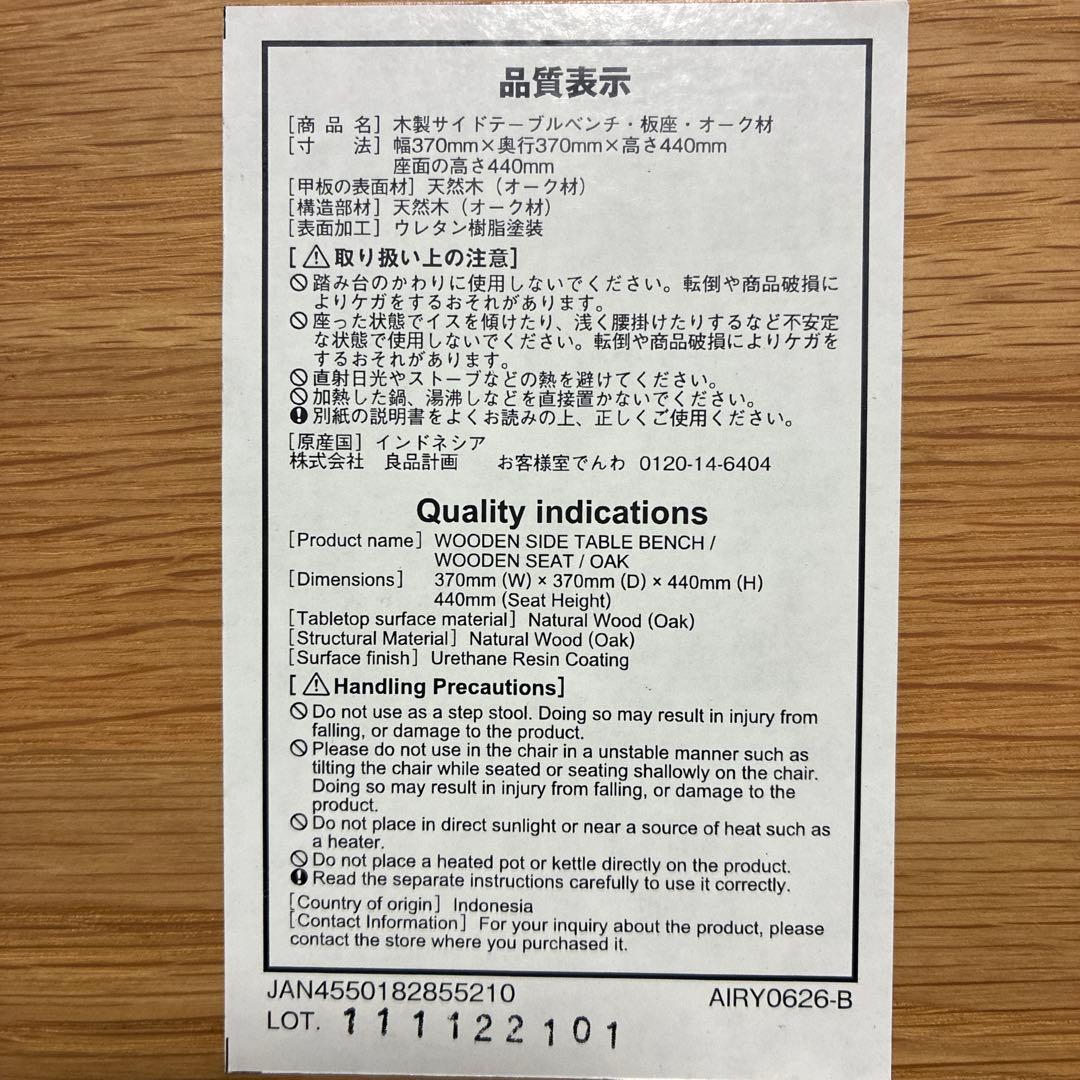 品質表示
[商 品 名] 木製サイドテーブルベンチ・板座・オーク材
[寸　　法] 幅370mm×奥行370mm×高さ440mm
座面の高さ440mm
[甲板の表面材] 天然木（オーク材）
[構造部材] 天然木（オーク材）
[表面加工] ウレタン樹脂塗装
[⚠取り扱い上の注意]
踏み台のかわりに使用しないでください。転倒や商品破損に
よりケガをするおそれがあります。
座った状態でイスを傾けたり、浅く腰掛けたりするなど不安定
な状態で使用しないでください。転倒や商品破損によりケガを
するおそれがあります。
直射日光やストーブなどの熱を避けてください。
加熱した鍋、湯沸しなどを直接置かないでください。
別紙の説明書をよくお読みの上、正しくご使用ください。
[原産国] インドネシア
株式会社　良品計画　　お客様室でんわ 0120-14-6404
Quality indications
[Product name] WOODEN SIDE TABLE BENCH /
WOODEN SEAT / OAK
[Dimensions] 370mm (W) × 370mm (D) × 440mm (H)
440mm (Seat Height)
[Tabletop surface material] Natural Wood (Oak)
[Structural Material] Natural Wood (Oak)
[Surface finish] Urethane Resin Coating
[⚠Handling Precautions]
Do not use as a step stool. Doing so may result in injury from
falling, or damage to the product.
Please do not use in the chair in a unstable manner such as
tilting the chair while seated or seating shallowly on the chair.
Doing so may result in injury from falling, or damage to the
product.
Do not place in direct sunlight or near a source of heat such as
a heater.
Do not place a heated pot or kettle directly on the product.
Read the separate instructions carefully to use it correctly.
[Country of origin] Indonesia
[Contact Information] For your inquiry about the product, please
contact the store where you purchased it.
JAN4550182855210 AIRY0626-B
LOT. 111122101